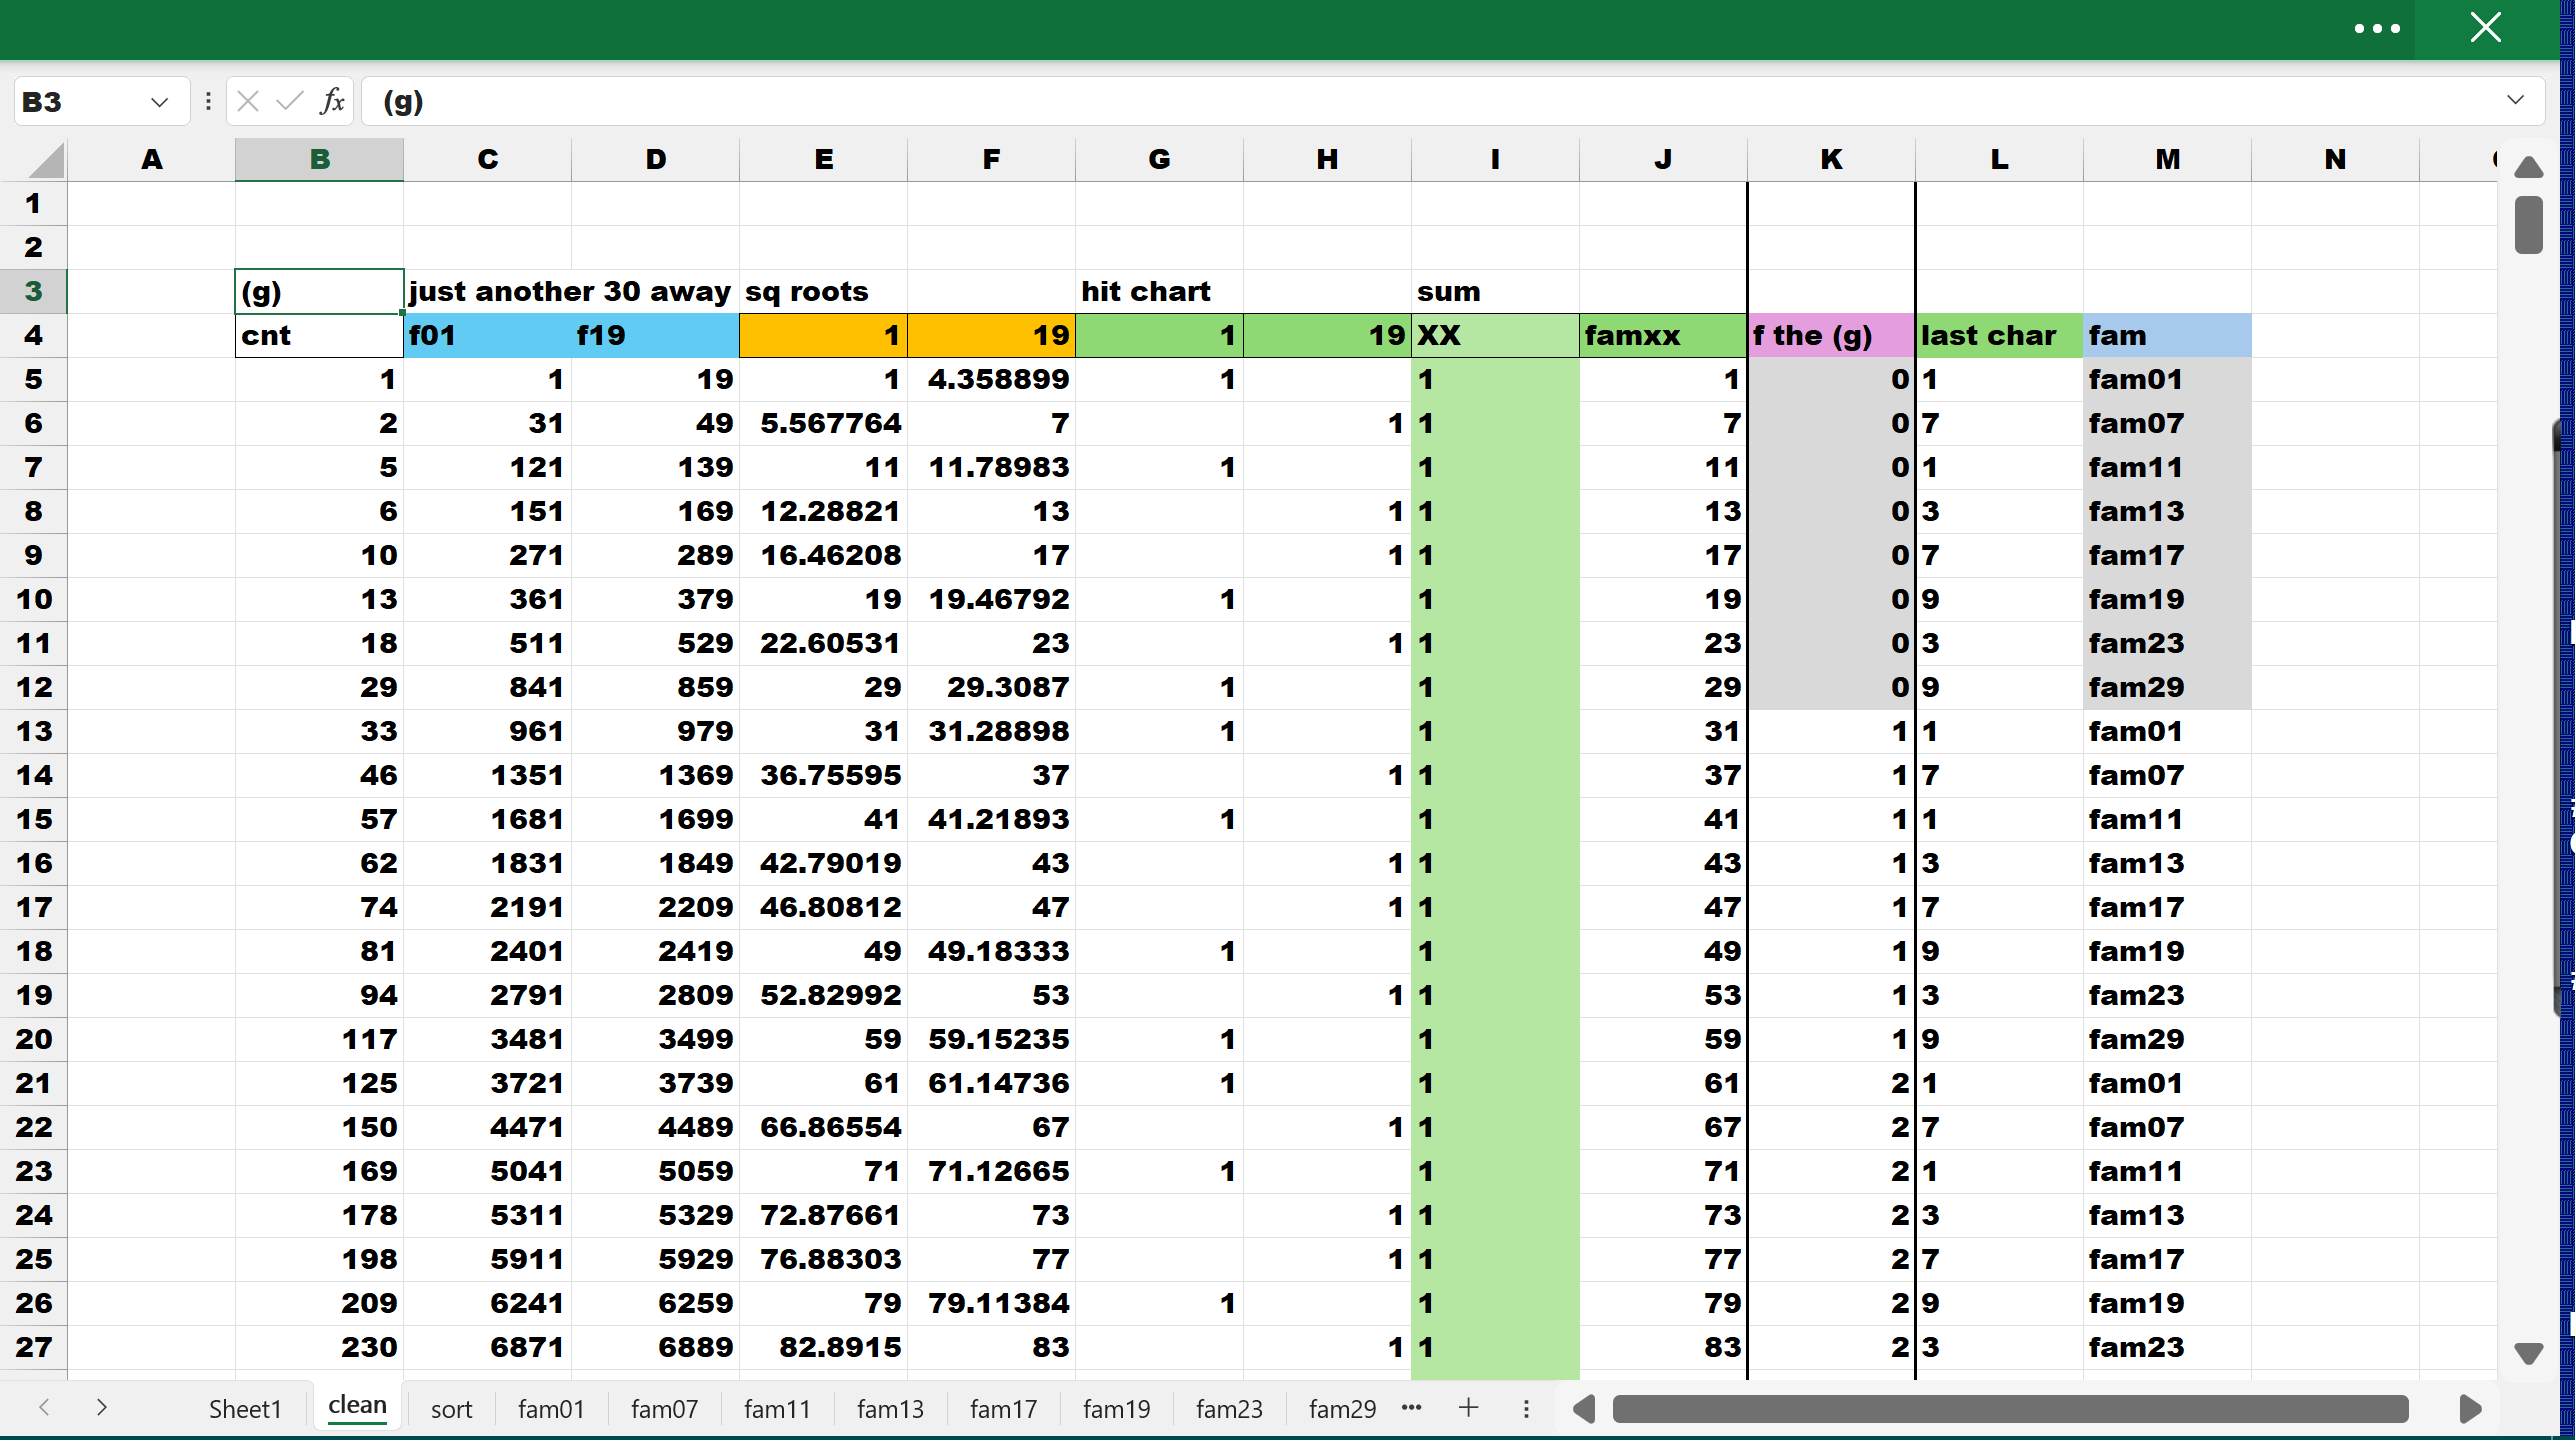 B3 fx (g)
A B C D E F G H I J K L M N
1
2
3 (g) just another 30 away sq roots hit chart sum
4 cnt f01 f19 1 19 1 19 XX famxx f the (g) last char fam
5 1 1 19 1 4.358899 1 1 1 0 1 fam01
6 2 31 49 5.567764 7 1 1 7 0 7 fam07
7 5 121 139 11 11.78983 1 1 11 0 1 fam11
8 6 151 169 12.28821 13 1 1 13 0 3 fam13
9 10 271 289 16.46208 17 1 1 17 0 7 fam17
10 13 361 379 19 19.46792 1 1 19 0 9 fam19
11 18 511 529 22.60531 23 1 1 23 0 3 fam23
12 29 841 859 29 29.3087 1 1 29 0 9 fam29
13 33 961 979 31 31.28898 1 1 31 1 1 fam01
14 46 1351 1369 36.75595 37 1 1 37 1 7 fam07
15 57 1681 1699 41 41.21893 1 1 41 1 1 fam11
16 62 1831 1849 42.79019 43 1 1 43 1 3 fam13
17 74 2191 2209 46.80812 47 1 1 47 1 7 fam17
18 81 2401 2419 49 49.18333 1 1 49 1 9 fam19
19 94 2791 2809 52.82992 53 1 1 53 1 3 fam23
20 117 3481 3499 59 59.15235 1 1 59 1 9 fam29
21 125 3721 3739 61 61.14736 1 1 61 2 1 fam01
22 150 4471 4489 66.86554 67 1 1 67 2 7 fam07
23 169 5041 5059 71 71.12665 1 1 71 2 1 fam11
24 178 5311 5329 72.87661 73 1 1 73 2 3 fam13
25 198 5911 5929 76.88303 77 1 1 77 2 7 fam17
26 209 6241 6259 79 79.11384 1 1 79 2 9 fam19
27 230 6871 6889 82.8915 83 1 1 83 2 3 fam23
Sheet1 clean sort fam01 fam07 fam11 fam13 fam17 fam19 fam23 fam29